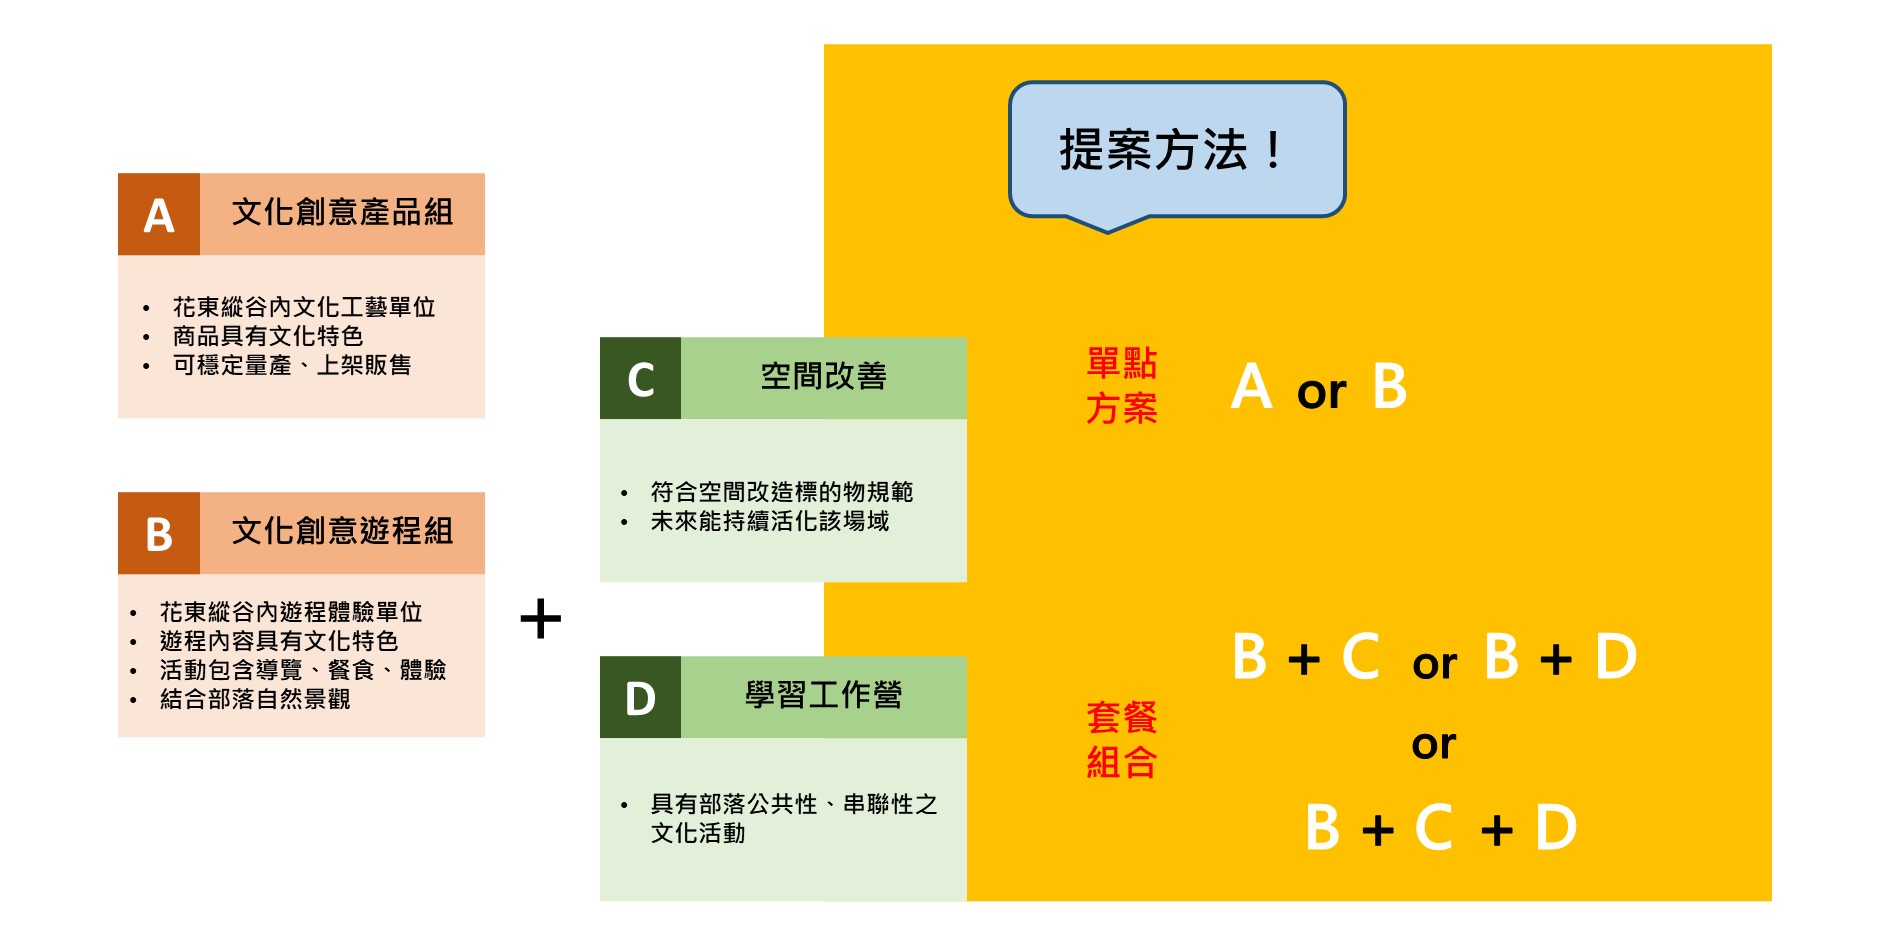 提案方法！
A 文化創意產品組
• 花東縱谷內文化工藝單位
• 商品具有文化特色
• 可穩定量產、上架販售
B 文化創意遊程組
• 花東縱谷內遊程體驗單位
• 遊程內容具有文化特色
• 活動包含導覽、餐食、體驗
• 結合部落自然景觀
+
C 空間改善
• 符合空間改造標的物規範
• 未來能持續活化該場域
D 學習工作營
• 具有部落公共性、串聯性之
文化活動
單點
方案
A or B
套餐
組合
B + C or B + D
or
B + C + D